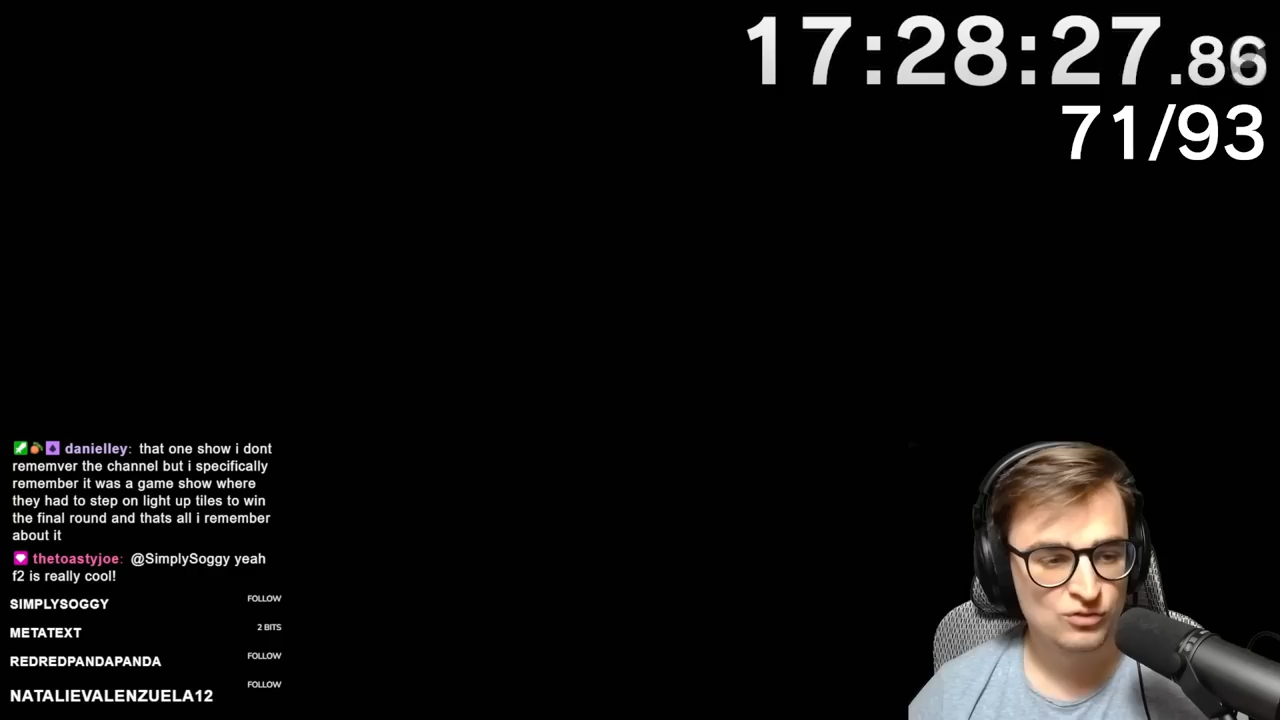 17:28:27.86
71/93
danielley: that one show i dont
rememver the channel but i specifically
remember it was a game show where
they had to step on light up tiles to win
the final round and thats all i remember
about it
thetoastyjoe: @SimplySoggy yeah
f2 is really cool!
SIMPLYSOGGY FOLLOW
METATEXT 2 BITS
REDREDPANDAPANDA FOLLOW
NATALIEVALENZUELA12 FOLLOW